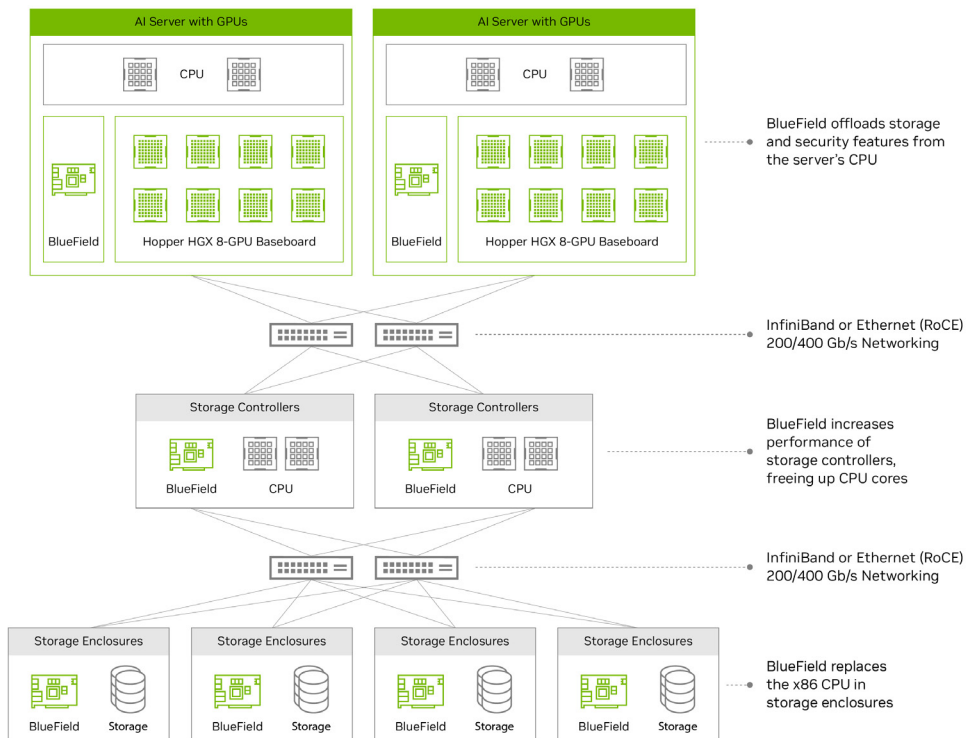 AI Server with GPUs
AI Server with GPUs
CPU
CPU
BlueField
Hopper HGX 8-GPU Baseboard
BlueField
Hopper HGX 8-GPU Baseboard
BlueField offloads storage
and security features from
the server's CPU
InfiniBand or Ethernet (RoCE)
200/400 Gb/s Networking
Storage Controllers
Storage Controllers
BlueField
CPU
BlueField
CPU
BlueField increases
performance of
storage controllers,
freeing up CPU cores
InfiniBand or Ethernet (RoCE)
200/400 Gb/s Networking
Storage Enclosures
Storage Enclosures
Storage Enclosures
Storage Enclosures
BlueField
Storage
BlueField
Storage
BlueField
Storage
BlueField
Storage
BlueField replaces
the x86 CPU in
storage enclosures